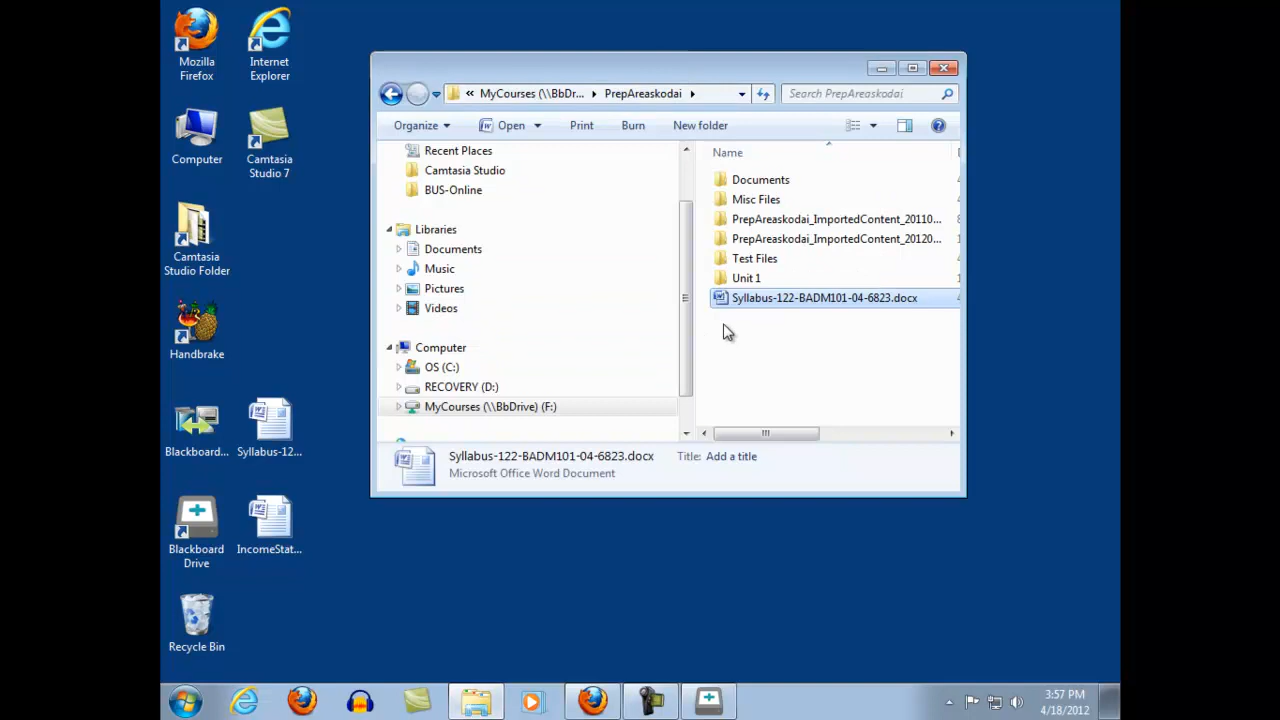 Mozilla
Firefox
Internet
Explorer
Computer
Camtasia
Studio 7
Camtasia
Studio Folder
Handbrake
Blackboard...
Syllabus-12...
Blackboard
Drive
IncomeStat...
Recycle Bin
« MyCourses (\\BbDr... PrepAreaskodai
Search PrepAreaskodai
Organize Open Print Burn New folder
Recent Places
Camtasia Studio
BUS-Online
Libraries
Documents
Music
Pictures
Videos
Computer
OS (C:)
RECOVERY (D:)
MyCourses (\\BbDrive) (F:)
Name
Documents
Misc Files
PrepAreaskodai_ImportedContent_20110...
PrepAreaskodai_ImportedContent_20120...
Test Files
Unit 1
Syllabus-122-BADM101-04-6823.docx
Syllabus-122-BADM101-04-6823.docx Title: Add a title
Microsoft Office Word Document
3:57 PM
4/18/2012